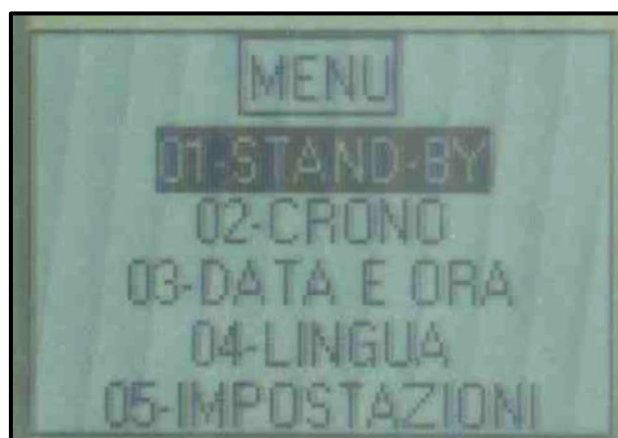 MENU
01-STAND-BY
02-CRONO
03-DATA E ORA
04-LINGUA
05-IMPOSTAZIONI